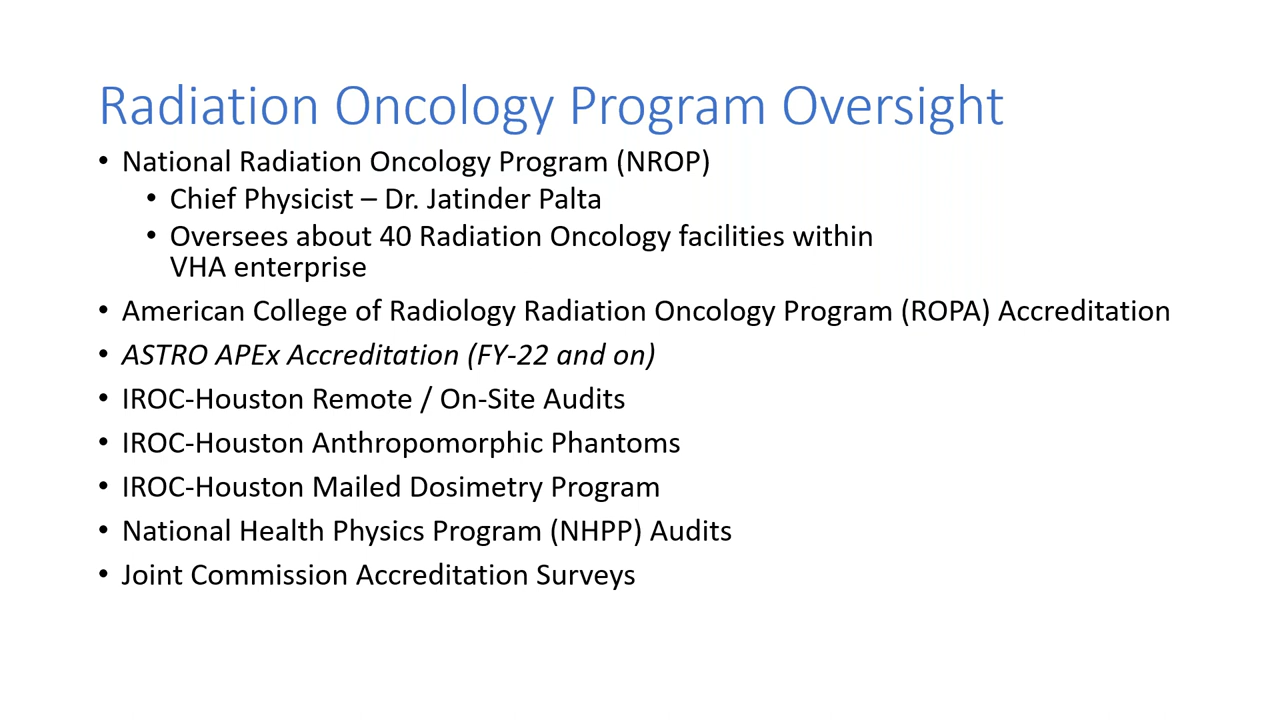 Radiation Oncology Program Oversight
• National Radiation Oncology Program (NROP)
• Chief Physicist – Dr. Jatinder Palta
• Oversees about 40 Radiation Oncology facilities within
VHA enterprise
• American College of Radiology Radiation Oncology Program (ROPA) Accreditation
• ASTRO APEx Accreditation (FY-22 and on)
• IROC-Houston Remote / On-Site Audits
• IROC-Houston Anthropomorphic Phantoms
• IROC-Houston Mailed Dosimetry Program
• National Health Physics Program (NHPP) Audits
• Joint Commission Accreditation Surveys